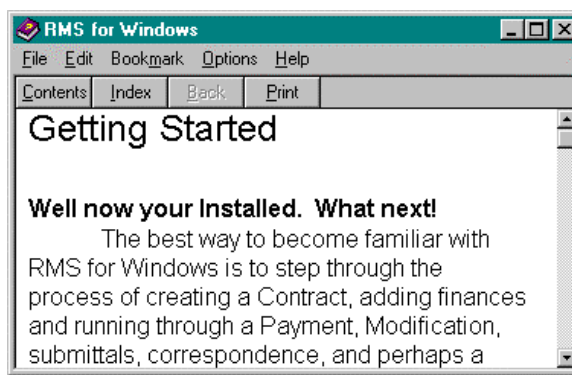 RMS for Windows
File Edit Bookmark Options Help
Contents Index Back Print
Getting Started
Well now your Installed. What next!
The best way to become familiar with
RMS for Windows is to step through the
process of creating a Contract, adding finances
and running through a Payment, Modification,
submittals, correspondence, and perhaps a